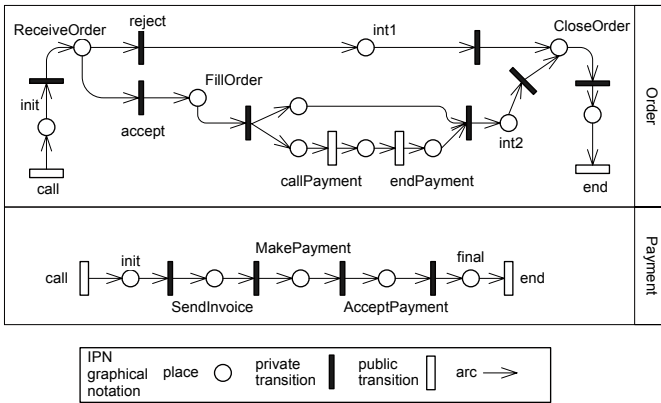 reject
ReceiveOrder
int1
CloseOrder
FillOrder
init
accept
int2
call
callPayment
endPayment
end
Order
MakePayment
init
final
call
end
SendInvoice
AcceptPayment
Payment
IPN
graphical
notation
place
private
transition
public
transition
arc